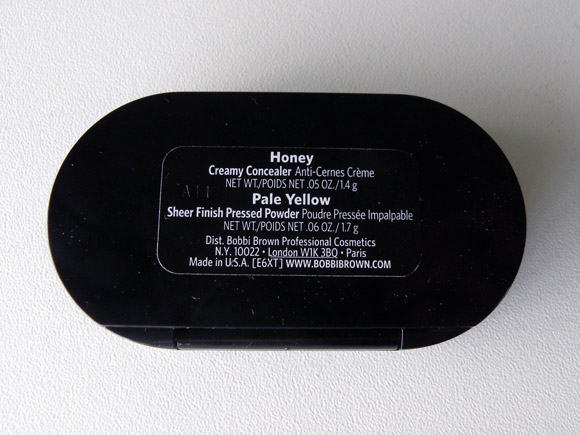 Honey
Creamy Concealer Anti-Cernes Crème
NET WT./POIDS NET .05 OZ./1.4 g
Pale Yellow
Sheer Finish Pressed Powder Poudre Pressée Impalpable
NET WT./POIDS NET .06 OZ./1.7 g
Dist. Bobbi Brown Professional Cosmetics
N.Y. 10022 • London W1K 3BQ • Paris
Made in U.S.A. [E6XT] WWW.BOBBIBROWN.COM